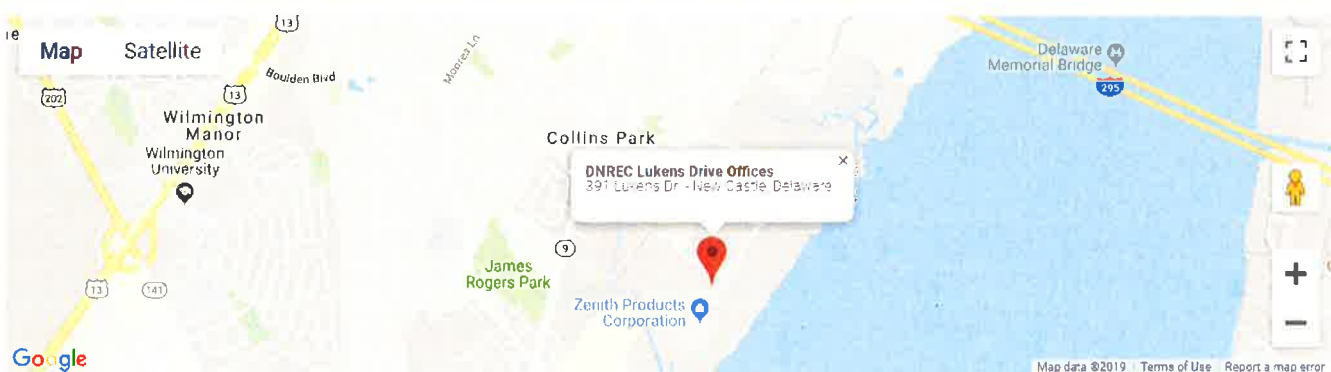 13
Map Satellite
Moores Ln
Delaware
Memorial Bridge
Boulden Blvd
202
13
295
Wilmington
Manor
Collins Park
Wilmington
University
DNREC Lukens Drive Offices
391 Lukens Dr - New Castle, Delaware
9
James
Rogers Park
13
141
Zenith Products
Corporation
Google
Map data ©2019 Terms of Use Report a map error